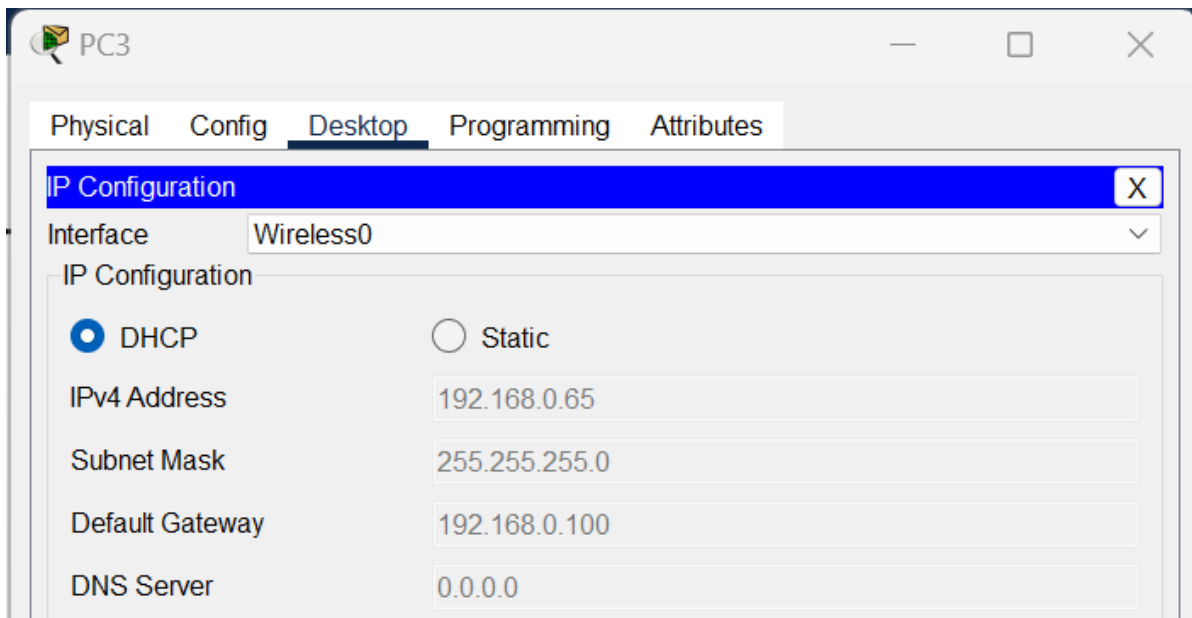 PC3
Physical Config Desktop Programming Attributes
IP Configuration X
Interface Wireless0
IP Configuration
DHCP Static
IPv4 Address 192.168.0.65
Subnet Mask 255.255.255.0
Default Gateway 192.168.0.100
DNS Server 0.0.0.0